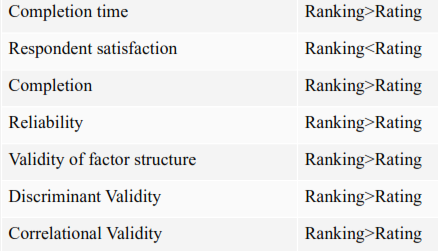 Completion time Ranking>Rating
Respondent satisfaction Ranking<Rating
Completion Ranking>Rating
Reliability Ranking>Rating
Validity of factor structure Ranking>Rating
Discriminant Validity Ranking>Rating
Correlational Validity Ranking>Rating